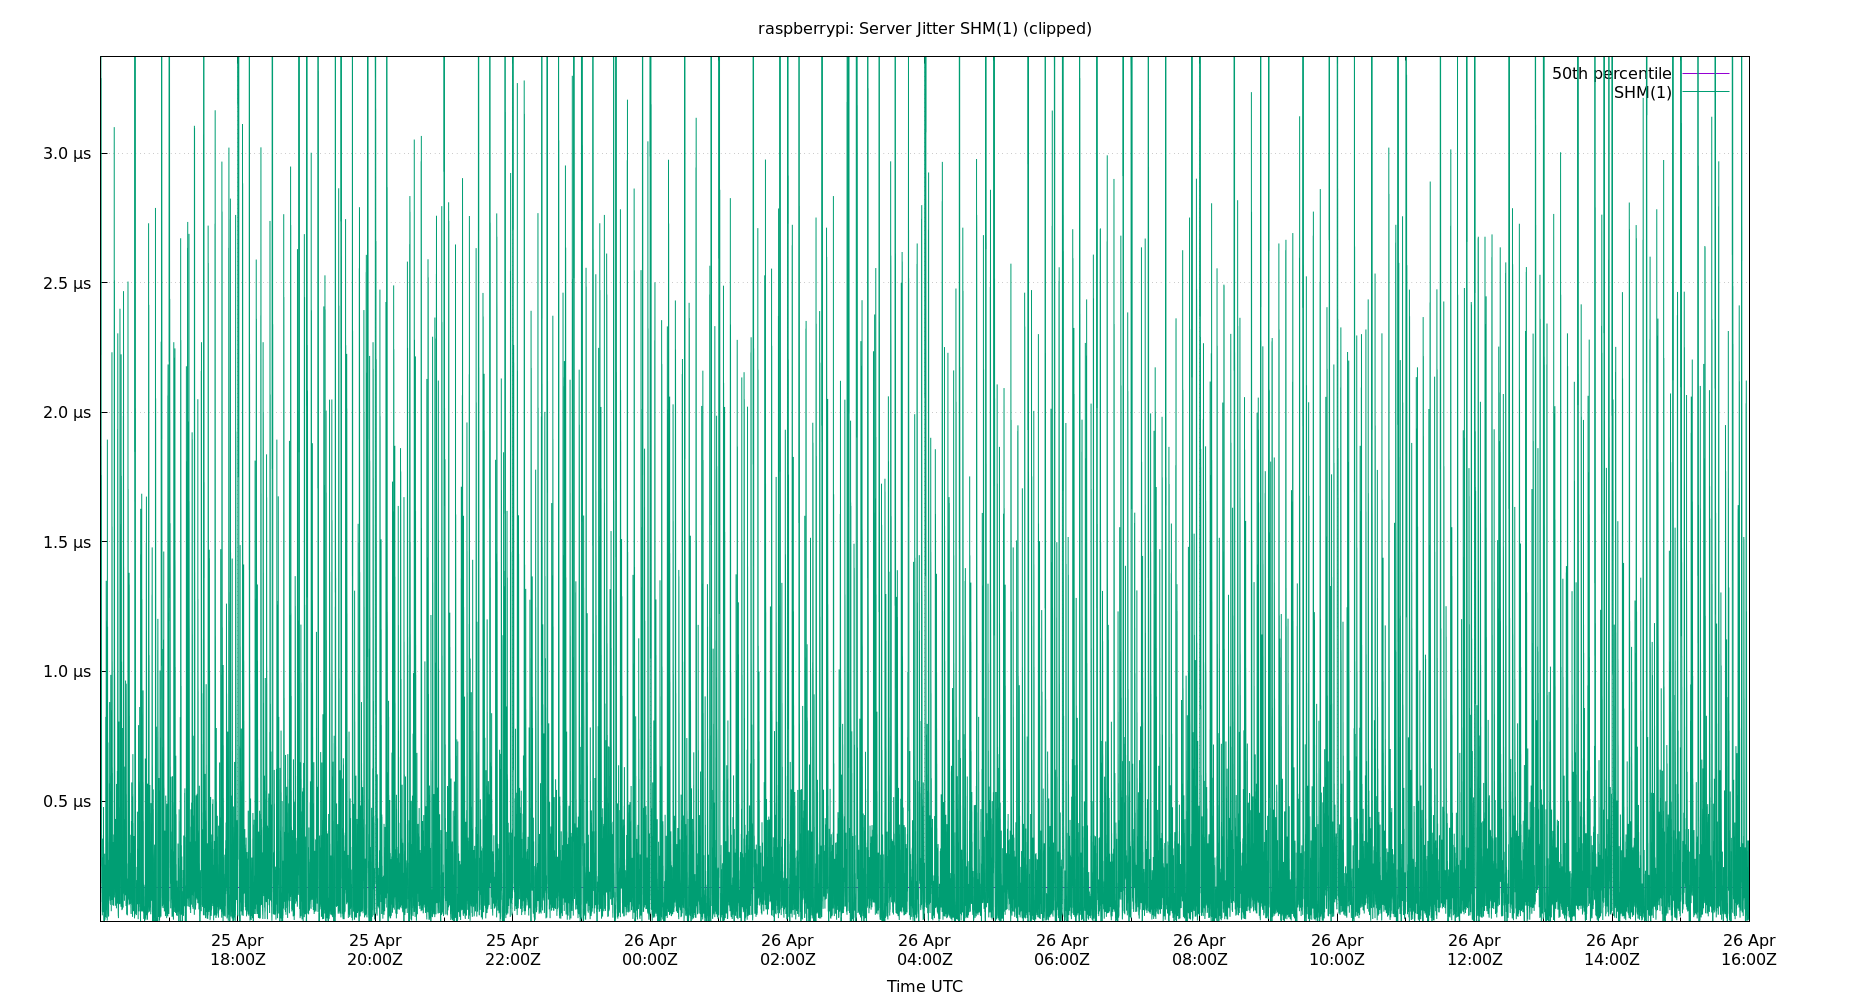 raspberrypi: Server Jitter SHM(1) (clipped)
50th percentile
SHM(1)
3.0 µs
2.5 µs
2.0 µs
1.5 µs
1.0 µs
0.5 µs
25 Apr 25 Apr 25 Apr 26 Apr 26 Apr 26 Apr 26 Apr 26 Apr 26 Apr 26 Apr 26 Apr 26 Apr
18:00Z 20:00Z 22:00Z 00:00Z 02:00Z 04:00Z 06:00Z 08:00Z 10:00Z 12:00Z 14:00Z 16:00Z
Time UTC